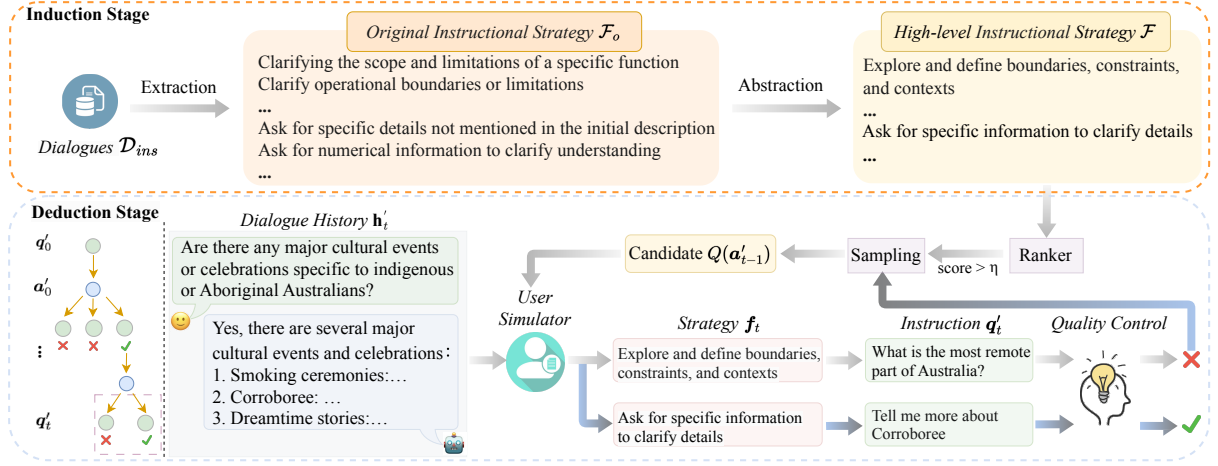 Induction Stage
Dialogues 𝓓ins
Extraction
Original Instructional Strategy 𝓕o
Clarifying the scope and limitations of a specific function
Clarify operational boundaries or limitations
...
Ask for specific details not mentioned in the initial description
Ask for numerical information to clarify understanding
...
Abstraction
High-level Instructional Strategy 𝓕
Explore and define boundaries, constraints,
and contexts
...
Ask for specific information to clarify details
...
Deduction Stage
q′0
a′0
⋮
q′t
Dialogue History h′t
Are there any major cultural events
or celebrations specific to indigenous
or Aboriginal Australians?
Yes, there are several major
cultural events and celebrations:
1. Smoking ceremonies:...
2. Corroboree: ...
3. Dreamtime stories:...
User
Simulator
Candidate Q(a′t−1)
Sampling
score > η
Ranker
Strategy ft
Explore and define boundaries,
constraints, and contexts
Ask for specific information
to clarify details
Instruction q′t
What is the most remote
part of Australia?
Tell me more about
Corroboree
Quality Control